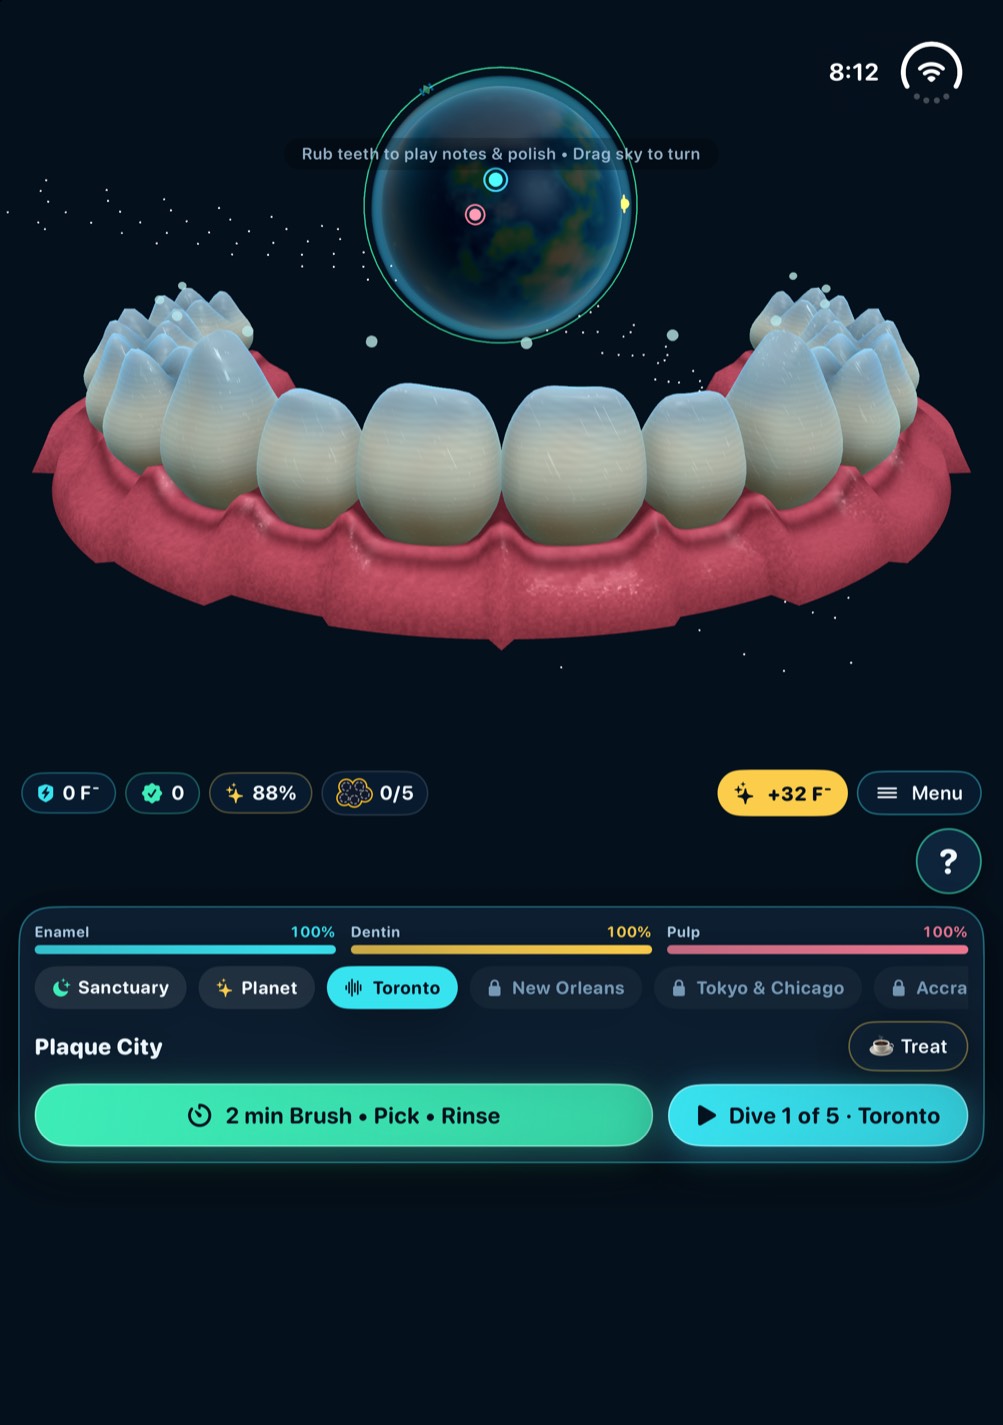 8:12
Rub teeth to play notes & polish • Drag sky to turn
0 F⁻
0
88%
0/5
+32 F⁻
Menu
?
Enamel 100% Dentin 100% Pulp 100%
Sanctuary Planet Toronto New Orleans Tokyo & Chicago Accra
Plaque City
Treat
2 min Brush • Pick • Rinse
Dive 1 of 5 · Toronto